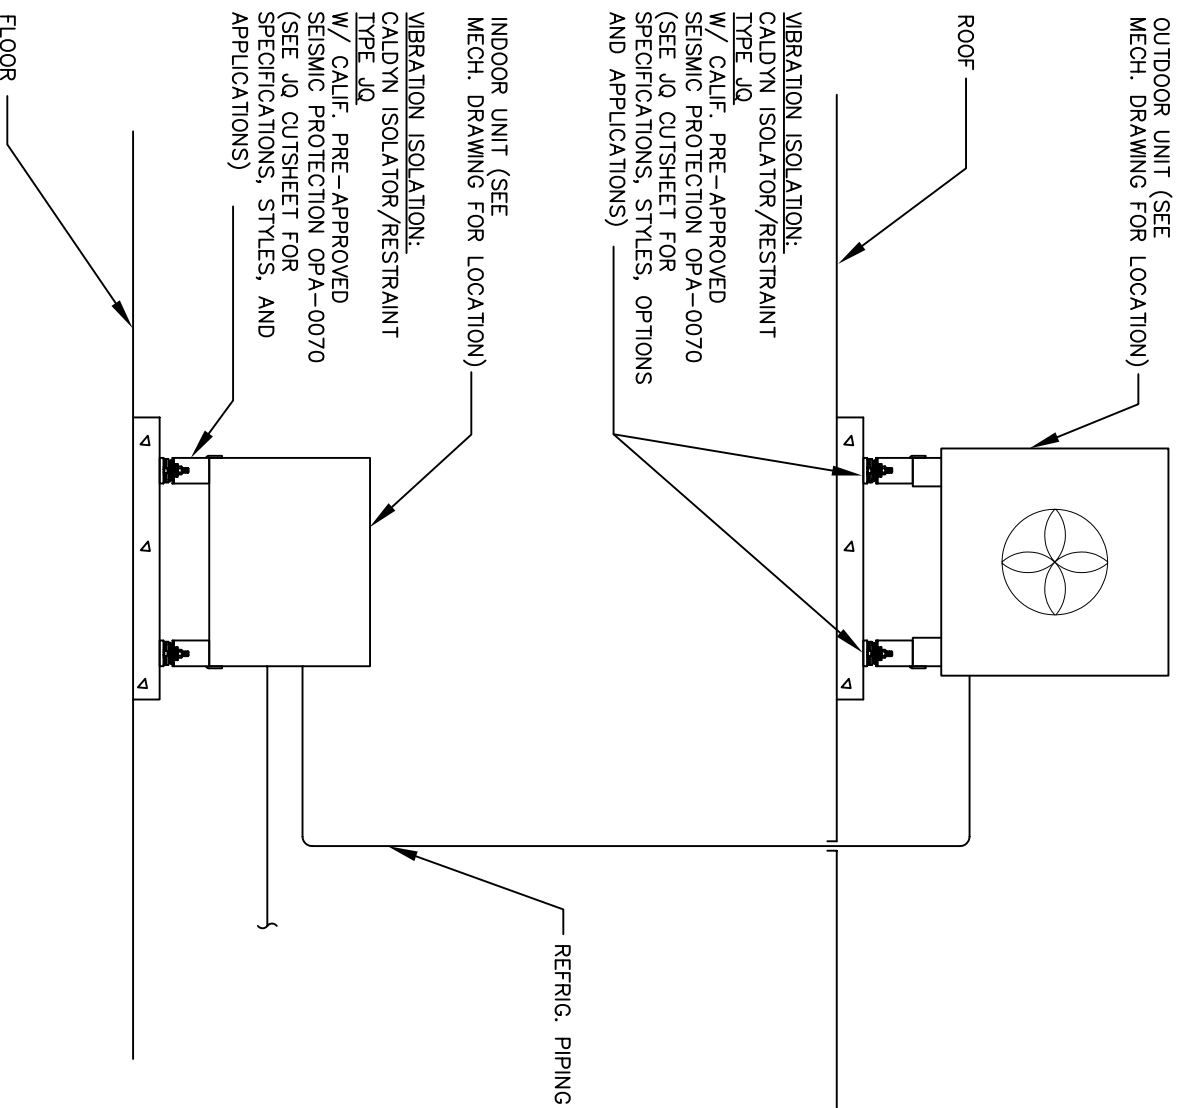 OUTDOOR UNIT (SEE
MECH. DRAWING FOR LOCATION)
ROOF
VIBRATION ISOLATION:
CALDYN ISOLATOR/RESTRAINT
TYPE JQ
W/ CALIF. PRE-APPROVED
SEISMIC PROTECTION OPA-0070
(SEE JQ CUTSHEET FOR
SPECIFICATIONS, STYLES, OPTIONS
AND APPLICATIONS)
REFRIG. PIPING
INDOOR UNIT (SEE
MECH. DRAWING FOR LOCATION)
VIBRATION ISOLATION:
CALDYN ISOLATOR/RESTRAINT
TYPE JQ
W/ CALIF. PRE-APPROVED
SEISMIC PROTECTION OPA-0070
(SEE JQ CUTSHEET FOR
SPECIFICATIONS, STYLES, AND
APPLICATIONS)
FLOOR